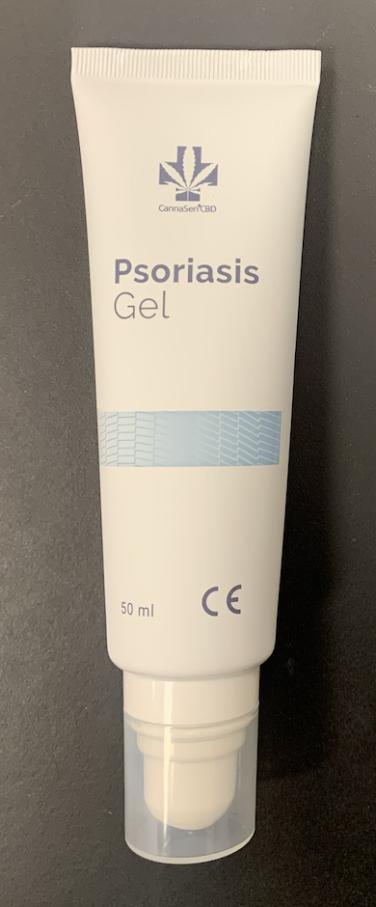 CannaSen CBD
Psoriasis
Gel
50 ml CE